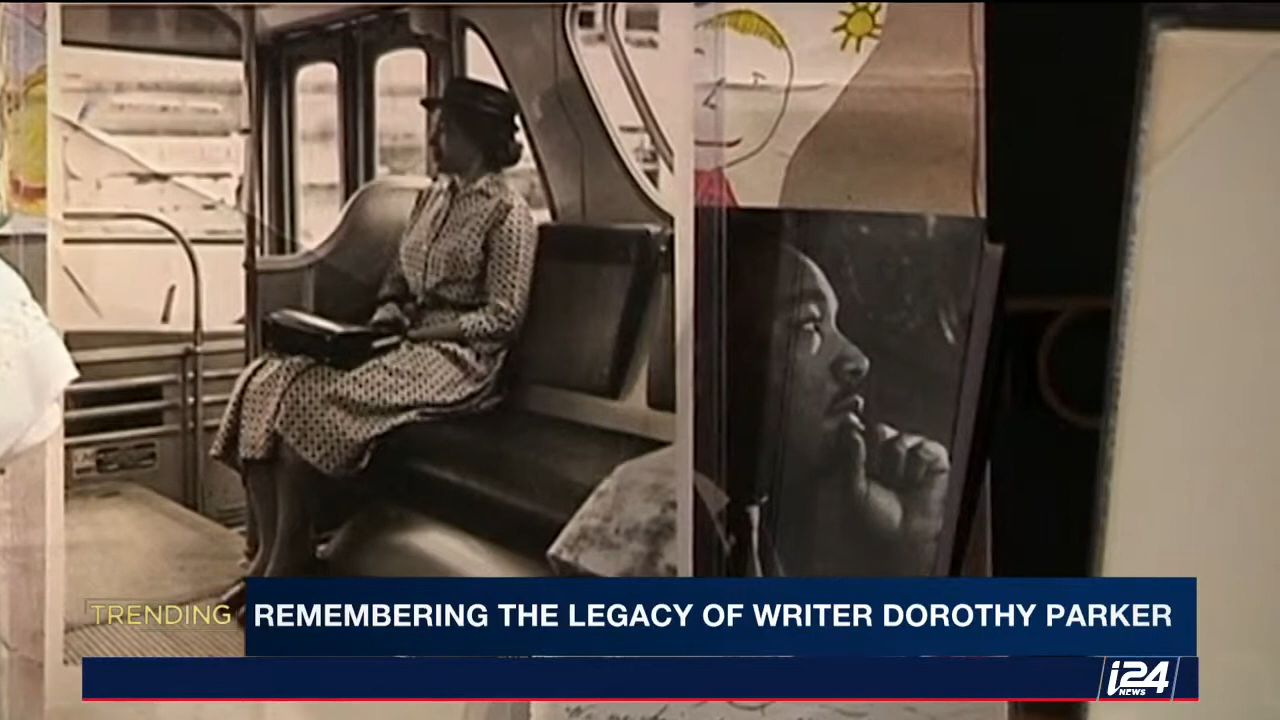 TRENDING
REMEMBERING THE LEGACY OF WRITER DOROTHY PARKER
i24
NEWS